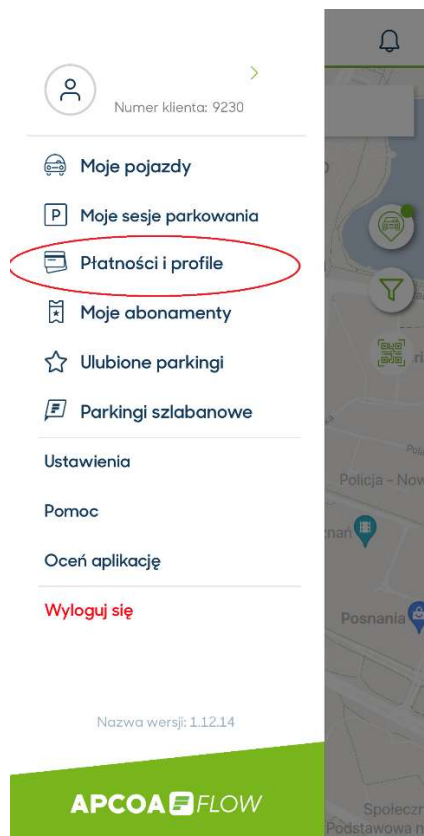 Numer klienta: 9230
Moje pojazdy
P Moje sesje parkowania
Płatności i profile
Moje abonamenty
Ulubione parkingi
Parkingi szlabanowe
Ustawienia
Pomoc
Oceń aplikację
Wyloguj się
Nazwa wersji: 1.12.14
APCOA FLOW
Policja - Now
znań
Posnania
Społeczn
Podstawowa n